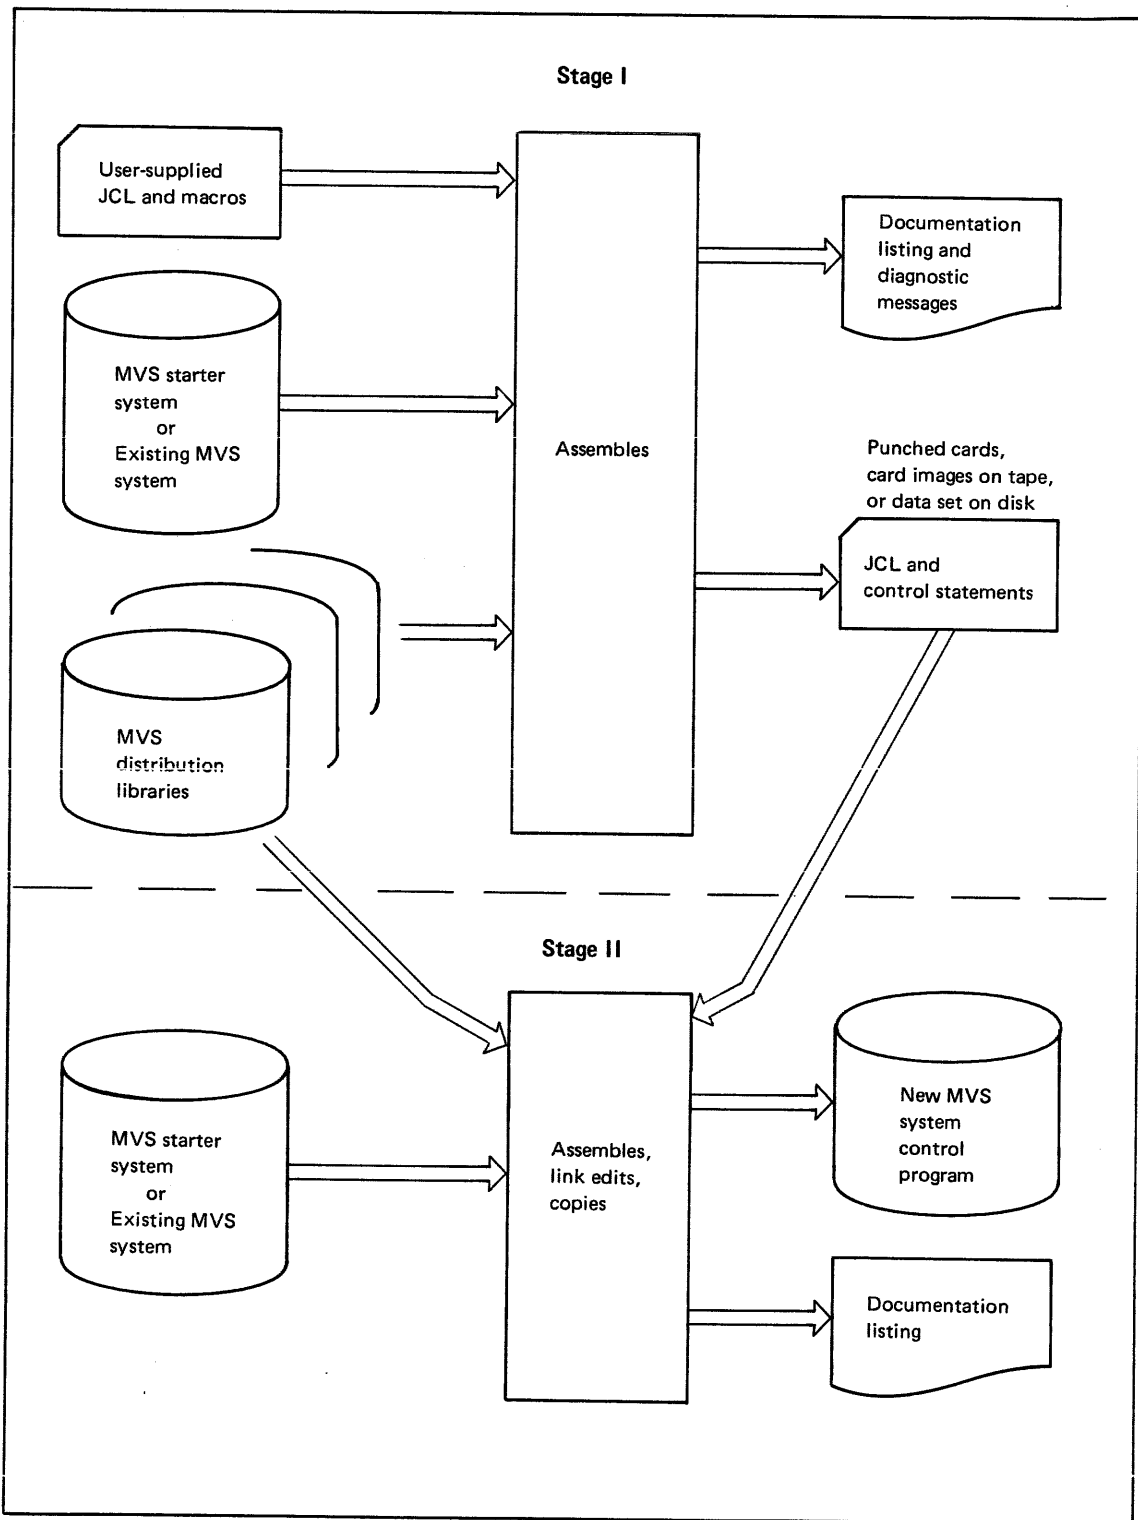 Stage I
User-supplied
JCL and macros
Documentation
listing and
diagnostic
messages
MVS starter
system
or
Existing MVS
system
Assembles
Punched cards,
card images on tape,
or data set on disk
JCL and
control statements
MVS
distribution
libraries
Stage II
MVS starter
system
or
Existing MVS
system
Assembles,
link edits,
copies
New MVS
system
control
program
Documentation
listing